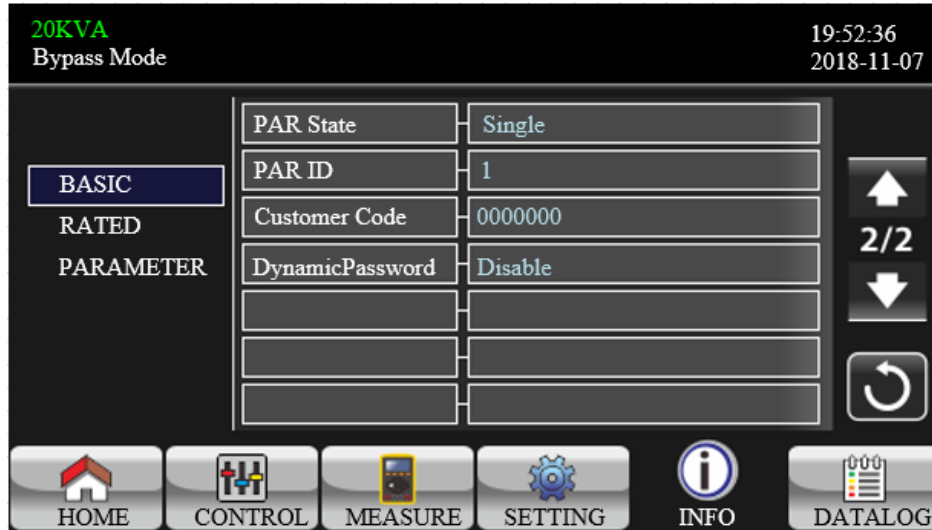 20KVA
Bypass Mode
19:52:36
2018-11-07
BASIC
RATED
PARAMETER
PAR State Single
PAR ID 1
Customer Code 0000000
DynamicPassword Disable
2/2
HOME CONTROL MEASURE SETTING INFO DATALOG